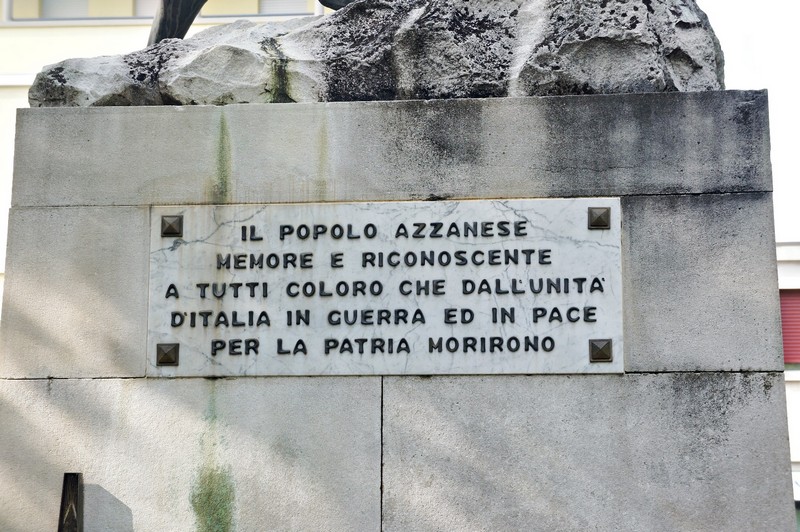 IL POPOLO AZZANESE
MEMORE E RICONOSCENTE
A TUTTI COLORO CHE DALL'UNITA'
D'ITALIA IN GUERRA ED IN PACE
PER LA PATRIA MORIRONO